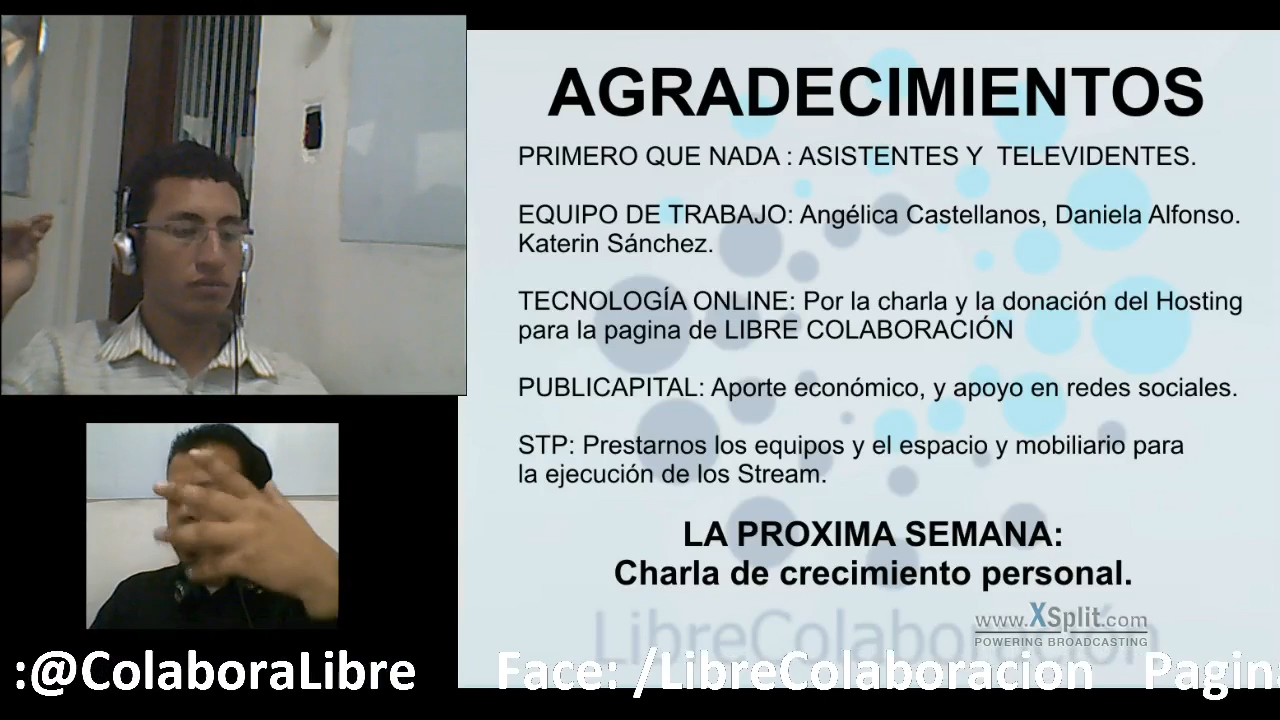 AGRADECIMIENTOS
PRIMERO QUE NADA : ASISTENTES Y TELEVIDENTES.
EQUIPO DE TRABAJO: Angélica Castellanos, Daniela Alfonso.
Katerin Sánchez.
TECNOLOGÍA ONLINE: Por la charla y la donación del Hosting
para la pagina de LIBRE COLABORACIÓN
PUBLICAPITAL: Aporte económico, y apoyo en redes sociales.
STP: Prestarnos los equipos y el espacio y mobiliario para
la ejecución de los Stream.
LA PROXIMA SEMANA:
Charla de crecimiento personal.
www.XSplit.com
POWERING BROADCASTING
LibreColaboración
:@ColaboraLibre Face: /LibreColaboracion Pagina